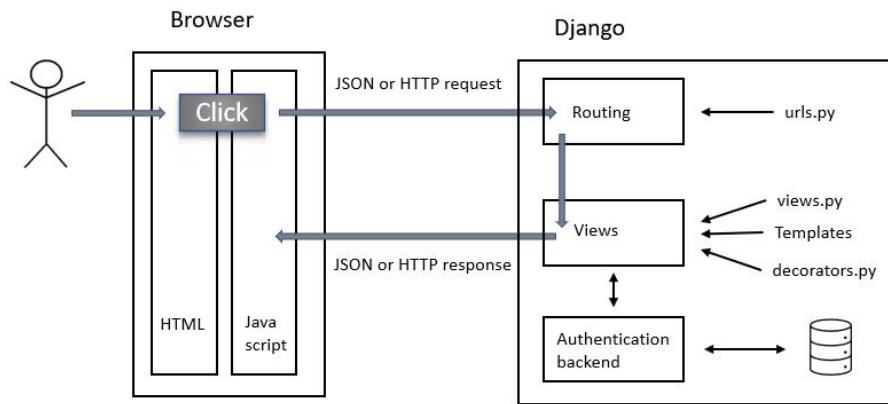 Browser
Django
JSON or HTTP request
Click
Routing
urls.py
views.py
Views
Templates
JSON or HTTP response
decorators.py
HTML
Java
script
Authentication
backend